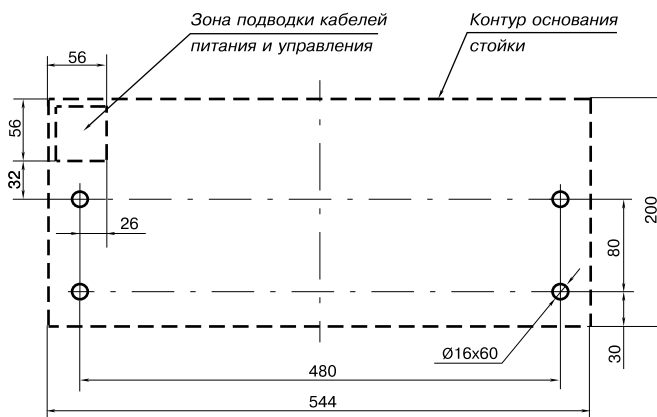 Зона подводки кабелей
питания и управления
Контур основания
стойки
56
56
32
26
200
80
Ø16x60
30
480
544